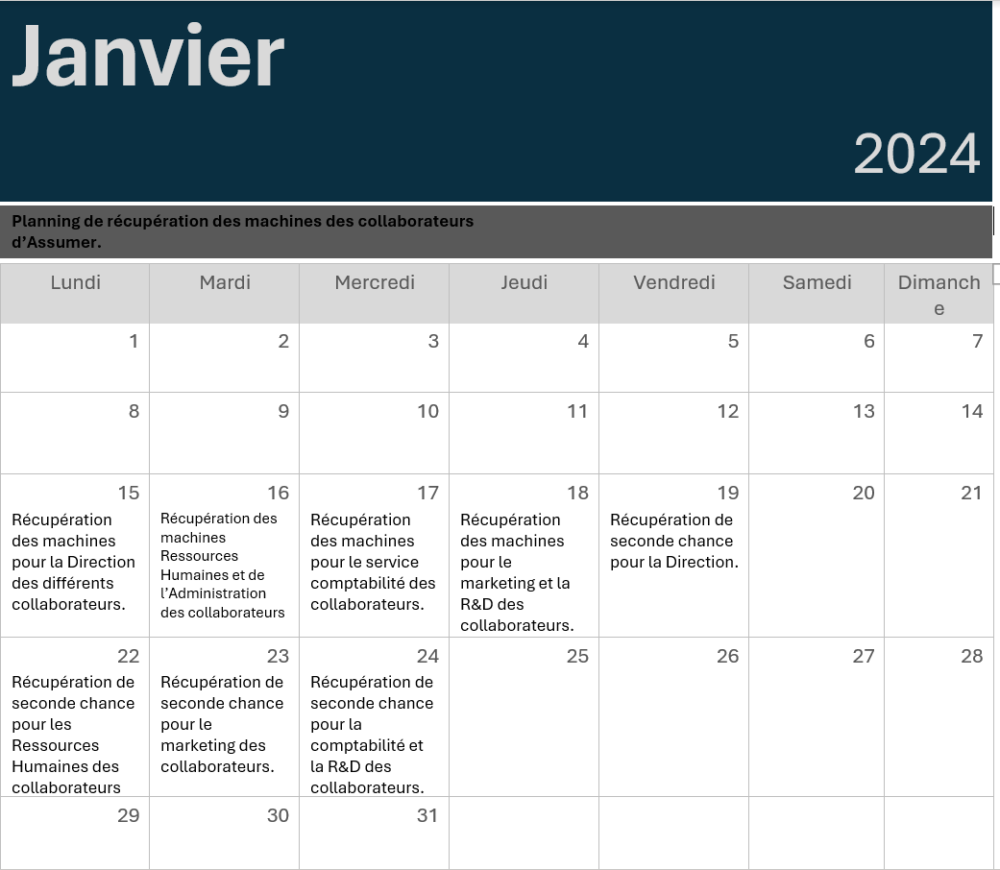 Janvier
2024
Planning de récupération des machines des collaborateurs
d’Assumer.
Lundi
Mardi
Mercredi
Jeudi
Vendredi
Samedi
Dimanch
e
1
2
3
4
5
6
7
8
9
10
11
12
13
14
15
Récupération
des machines
pour la Direction
des différents
collaborateurs.
16
Récupération des
machines
Ressources
Humaines et de
l’Administration
des collaborateurs
17
Récupération
des machines
pour le service
comptabilité des
collaborateurs.
18
Récupération
des machines
pour le
marketing et la
R&D des
collaborateurs.
19
Récupération de
seconde chance
pour la Direction.
20
21
22
Récupération de
seconde chance
pour les
Ressources
Humaines des
collaborateurs
23
Récupération de
seconde chance
pour le
marketing des
collaborateurs.
24
Récupération de
seconde chance
pour la
comptabilité et
la R&D des
collaborateurs.
25
26
27
28
29
30
31